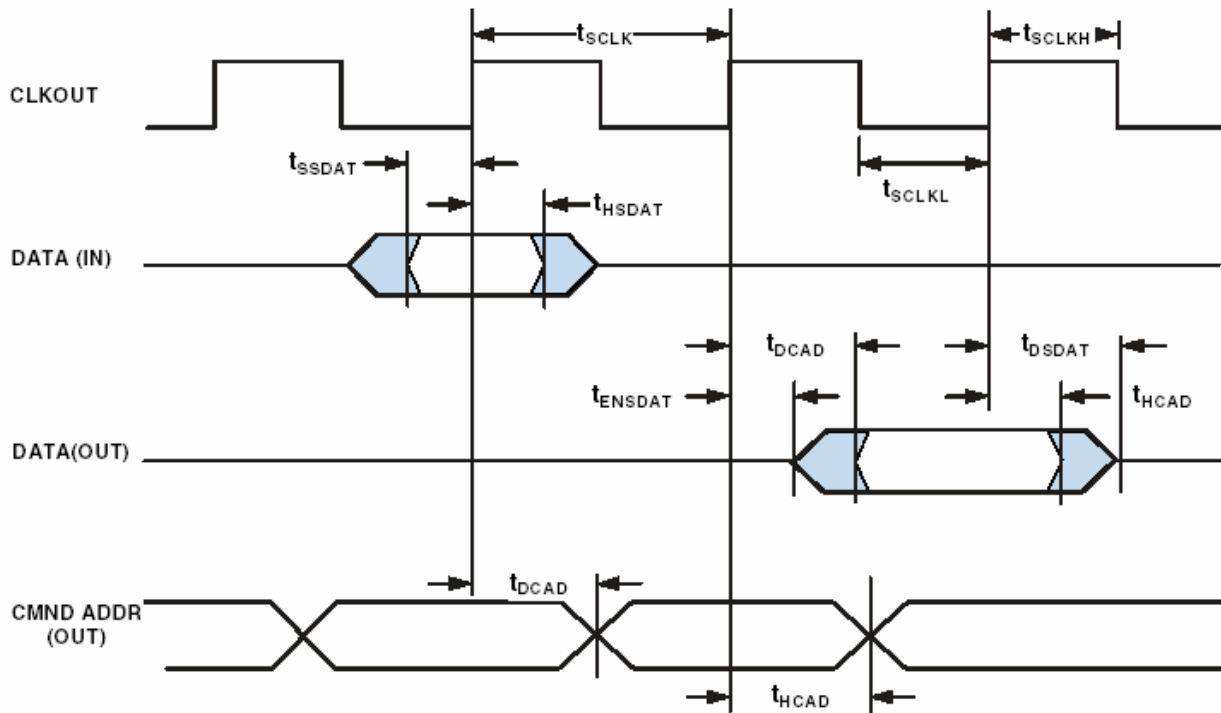 tSCLK
tSCLKH
CLKOUT
tSSDAT
tSCLKL
tHSDAT
DATA (IN)
tDCAD
tDSDAT
tENSDAT
tHCAD
DATA(OUT)
tDCAD
CMND ADDR
(OUT)
tHCAD